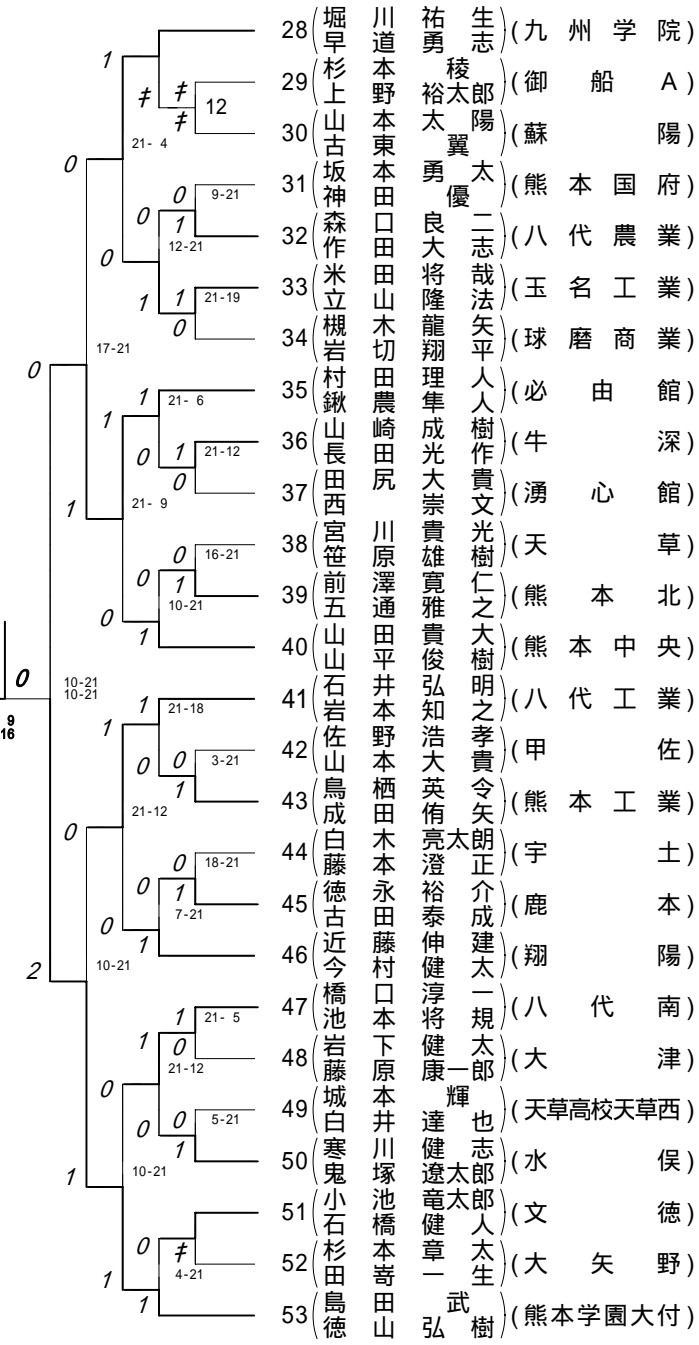 28 (堀川祐生 早道勇志) (九州学院)
29 (杉本稜 上野裕太郎) (御船A)
30 (山本太陽 古東翼) (蘇陽)
31 (坂本勇太 神田優) (熊本国府)
32 (森口良二 作田大志) (八代農業)
33 (米田将哉 立山隆法) (玉名工業)
34 (槻木龍矢 岩切翔平) (球磨商業)
35 (村田理人 鍬農隼人) (必由館)
36 (山崎成樹 長田光作) (牛深)
37 (田尻大貴 西崇文) (湧心館)
38 (宮川貴光 笹原雄樹) (天草)
39 (前澤寛仁 五通雅之) (熊本北)
40 (山田貴大 山平俊樹) (熊本中央)
41 (石井弘明 岩本知之) (八代工業)
42 (佐野浩孝 山本大貴) (甲佐)
43 (鳥栖英令 成田侑矢) (熊本工業)
44 (白木亮太朗 藤本澄正) (宇土)
45 (徳永裕介 古田泰成) (鹿本)
46 (近藤伸建 今村健太) (翔陽)
47 (橋口淳一 池本将規) (八代南)
48 (岩下健太 藤原康一郎) (大津)
49 (城本輝 白井達也) (天草高校天草西)
50 (寒川健志 鬼塚遼太郎) (水俣)
51 (小池竜太郎 石橋健人) (文徳)
52 (杉本章太 田嵜一生) (大矢野)
53 (島田武 徳山弘樹) (熊本学園大付)
1
≠ ≠ 12
≠
21- 4
0
0 9-21
0 1
12-21
0
1 1 21-19
0
17-21
0
1 21- 6
1
0 1 21-12
0
21- 9
1
0 16-21
0 1
10-21
0
1
0
10-21
10-21
9
16
1 21-18
1
0 0 3-21
1
21-12
0
0 18-21
0 1
7-21
0
1
10-21
2
1 21- 5
1 0
21-12
0
0 0 5-21
1
10-21
1
0 ≠
4-21
1
1